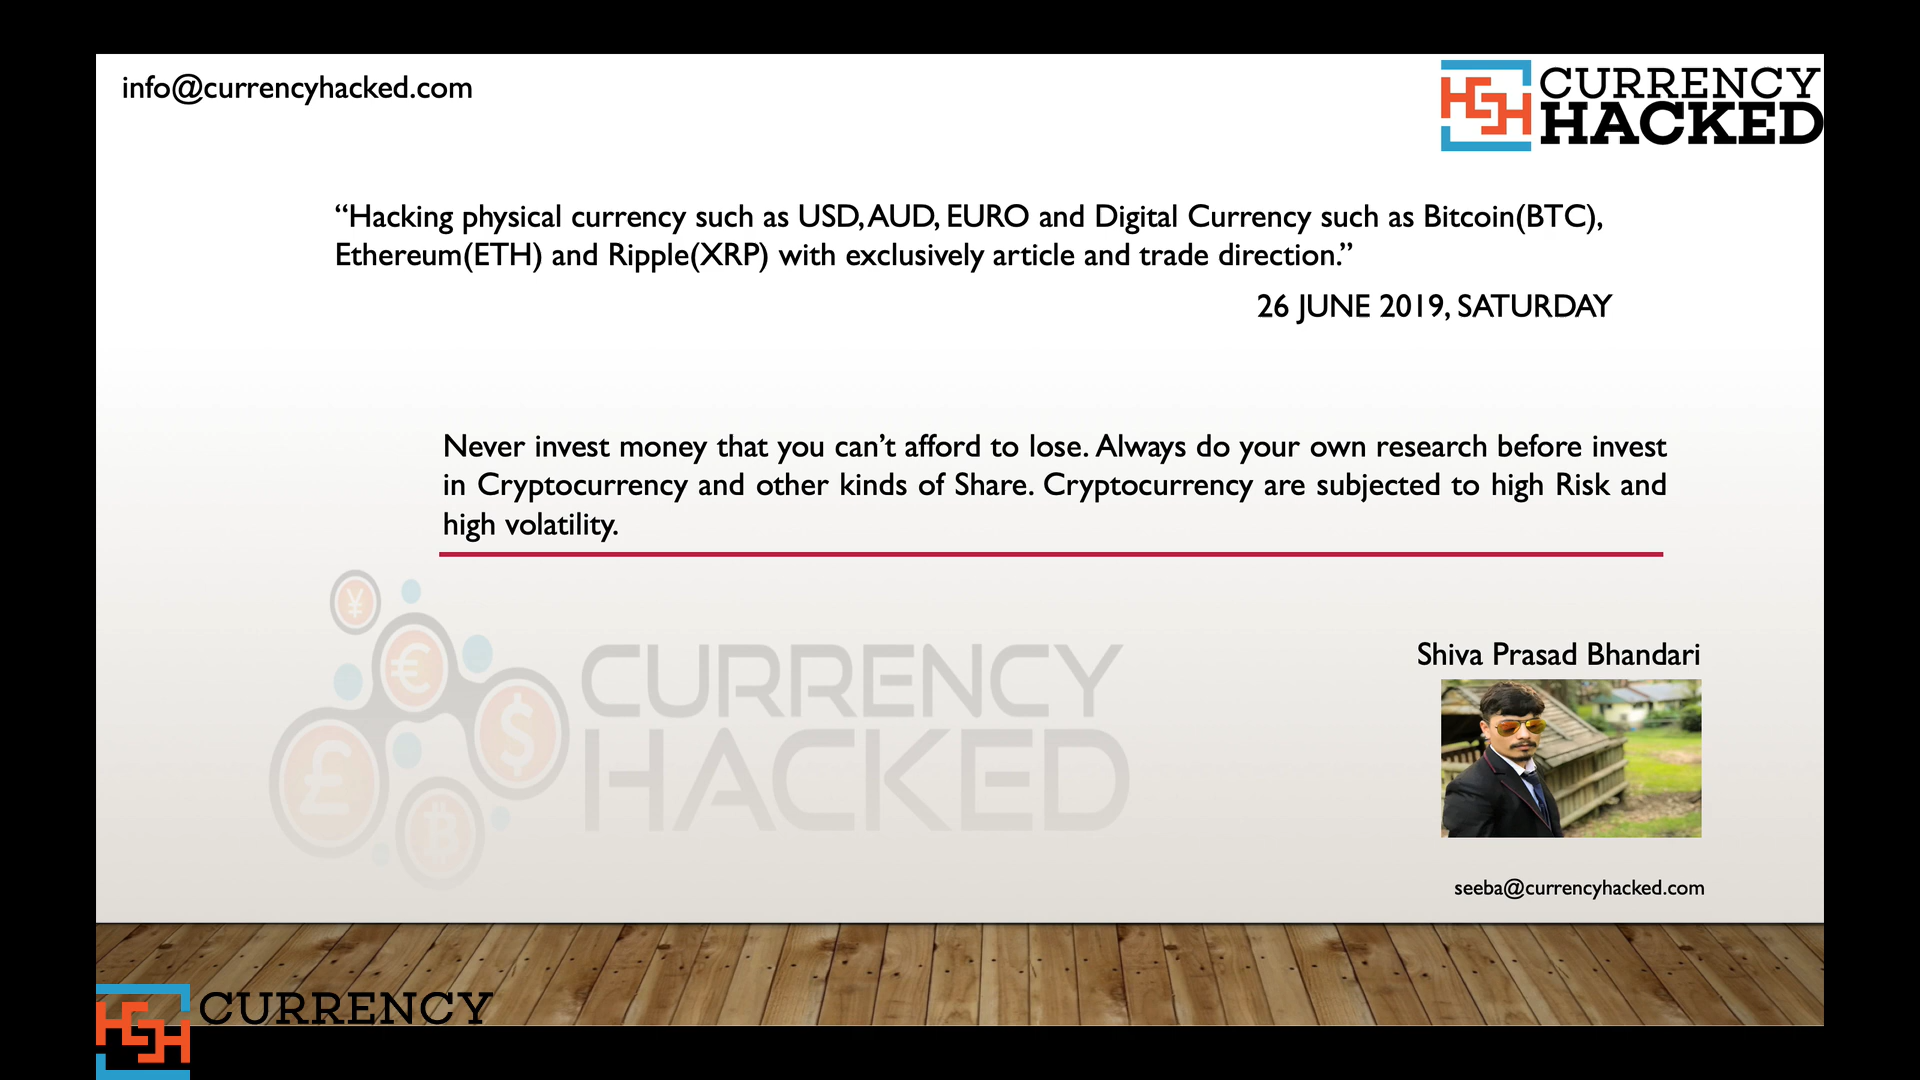 info@currencyhacked.com
CURRENCY
HACKED
“Hacking physical currency such as USD, AUD, EURO and Digital Currency such as Bitcoin(BTC),
Ethereum(ETH) and Ripple(XRP) with exclusively article and trade direction.”
26 JUNE 2019, SATURDAY
Never invest money that you can’t afford to lose. Always do your own research before invest
in Cryptocurrency and other kinds of Share. Cryptocurrency are subjected to high Risk and
high volatility.
CURRENCY
HACKED
Shiva Prasad Bhandari
seeba@currencyhacked.com
CURRENCY